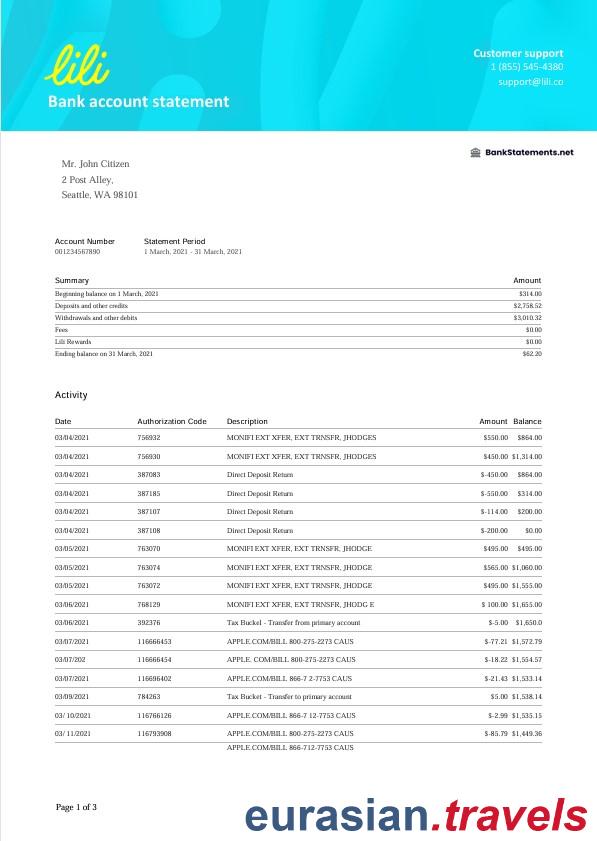 lili
Bank account statement
Customer support
1 (855) 545-4380
support@lili.co
BankStatements.net
Mr. John Citizen
2 Post Alley,
Seattle, WA 98101
Account Number Statement Period
001234567890 1 March, 2021 - 31 March, 2021
Summary Amount
Beginning balance on 1 March, 2021 $314.00
Deposits and other credits $2,758.52
Withdrawals and other debits $3,010.32
Fees $0.00
Lili Rewards $0.00
Ending balance on 31 March, 2021 $62.20
Activity
Date Authorization Code Description Amount Balance
03/04/2021 756932 MONIFI EXT XFER, EXT TRNSFR, JHODGES $550.00 $864.00
03/04/2021 756930 MONIFI EXT XFER, EXT TRNSFR, JHODGES $450.00 $1,314.00
03/04/2021 387083 Direct Deposit Return $-450.00 $864.00
03/04/2021 387185 Direct Deposit Return $-550.00 $314.00
03/04/2021 387107 Direct Deposit Return $-114.00 $200.00
03/04/2021 387108 Direct Deposit Return $-200.00 $0.00
03/05/2021 763070 MONIFI EXT XFER, EXT TRNSFR, JHODGE $495.00 $495.00
03/05/2021 763074 MONIFI EXT XFER, EXT TRNSFR, JHODGE $565.00 $1,060.00
03/05/2021 763072 MONIFI EXT XFER, EXT TRNSFR, JHODGE $495.00 $1,555.00
03/06/2021 768129 MONIFI EXT XFER, EXT TRNSFR, JHODG E $ 100.00 $1,655.00
03/06/2021 392376 Tax Bucket - Transfer from primary account $-5.00 $1,650.0
03/07/2021 116666453 APPLE.COM/BILL 800-275-2273 CAUS $-77.21 $1,572.79
03/07/202 116666454 APPLE. COM/BILL 800-275-2273 CAUS $-18.22 $1,554.57
03/07/2021 116696402 APPLE.COM/BILL 866-7 2-7753 CAUS $-21.43 $1,533.14
03/09/2021 784263 Tax Bucket - Transfer to primary account $5.00 $1,538.14
03/ 10/2021 116766126 APPLE.COM/BILL 866-7 12-7753 CAUS $-2.99 $1,535.15
03/ 11/2021 116793908 APPLE.COM/BILL 800-275-2273 CAUS $-85.79 $1,449.36
APPLE.COM/BILL 866-712-7753 CAUS
Page 1 of 3
eurasian.travels